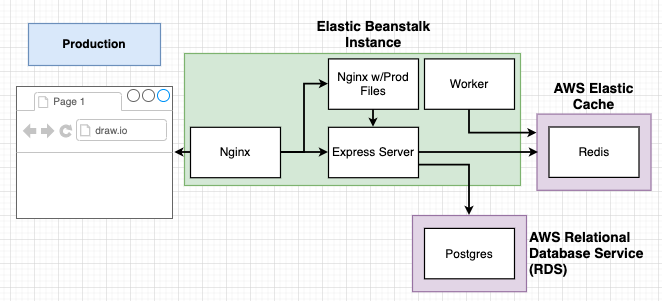 Production
Elastic Beanstalk
Instance
Page 1
draw.io
Nginx
Nginx w/Prod
Files
Worker
Express Server
AWS Elastic
Cache
Redis
Postgres
AWS Relational
Database Service
(RDS)